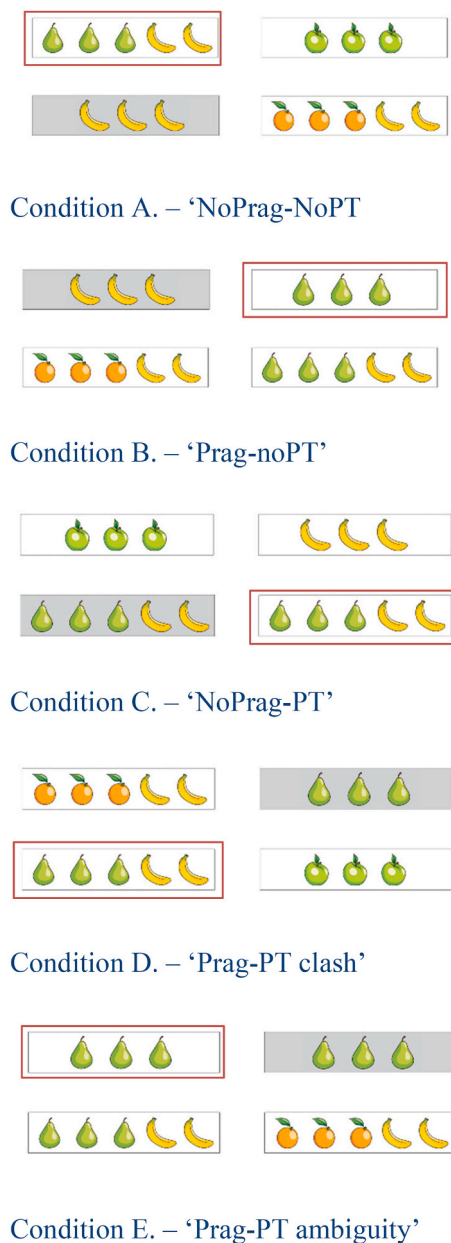 Condition A. – ‘NoPrag-NoPT
Condition B. – ‘Prag-noPT’
Condition C. – ‘NoPrag-PT’
Condition D. – ‘Prag-PT clash’
Condition E. – ‘Prag-PT ambiguity’